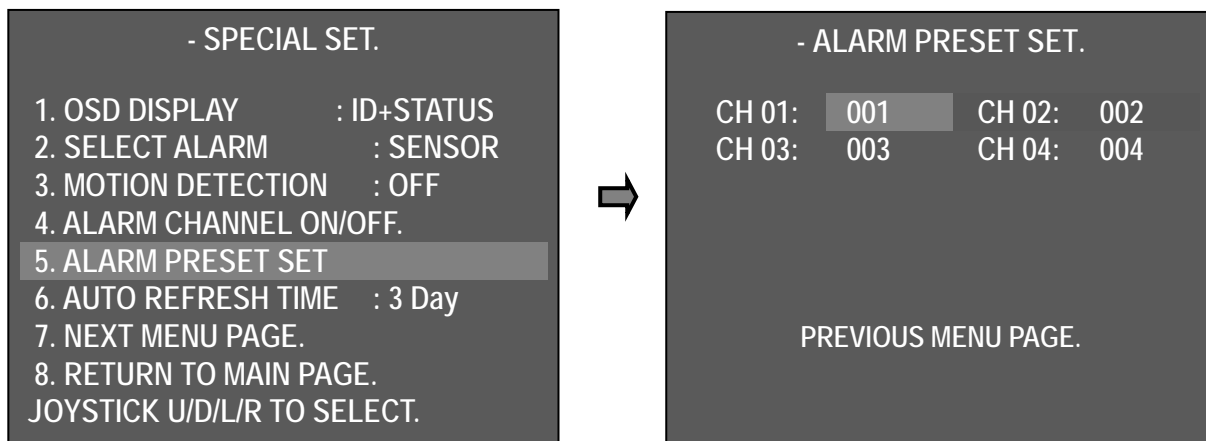 - SPECIAL SET.
1. OSD DISPLAY : ID+STATUS
2. SELECT ALARM : SENSOR
3. MOTION DETECTION : OFF
4. ALARM CHANNEL ON/OFF.
5. ALARM PRESET SET
6. AUTO REFRESH TIME : 3 Day
7. NEXT MENU PAGE.
8. RETURN TO MAIN PAGE.
JOYSTICK U/D/L/R TO SELECT.
- ALARM PRESET SET.
CH 01: 001 CH 02: 002
CH 03: 003 CH 04: 004
PREVIOUS MENU PAGE.